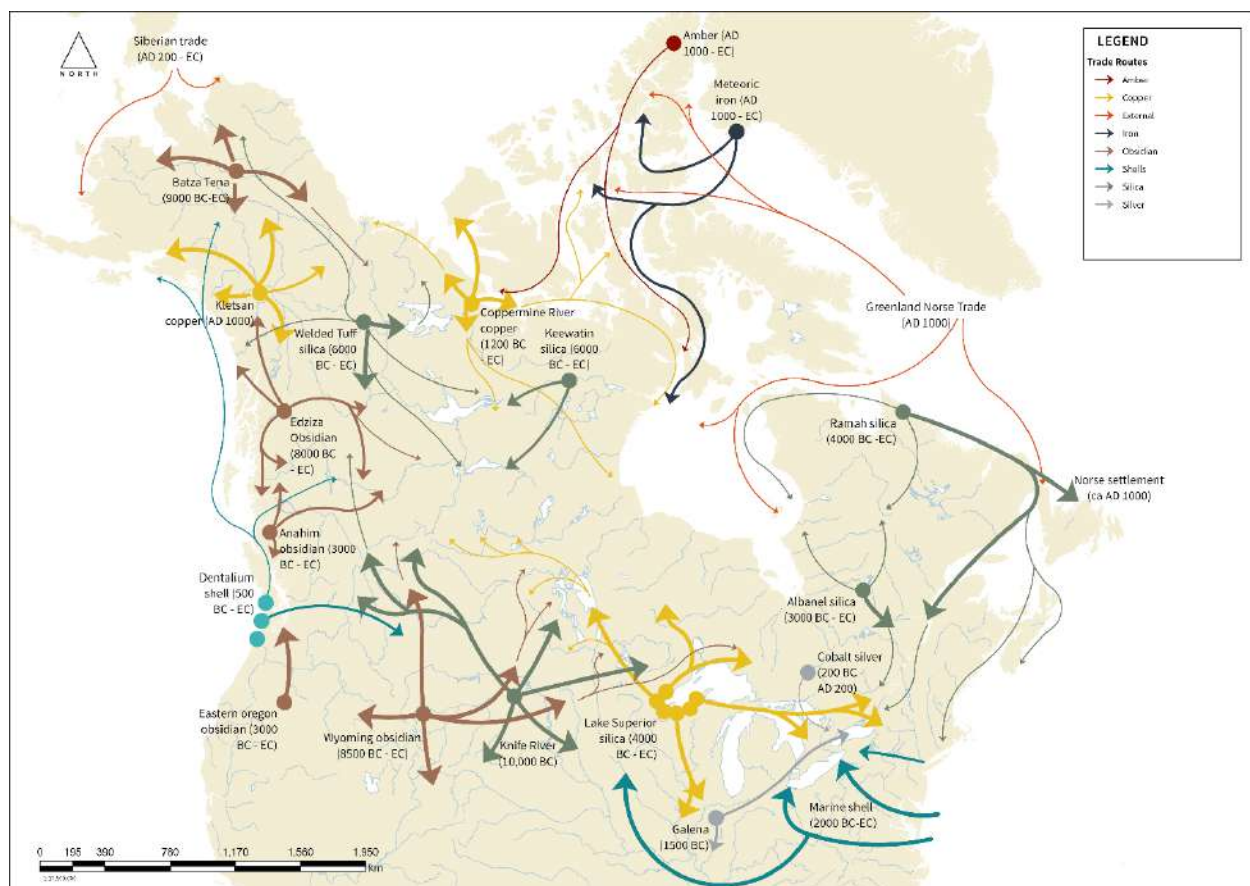 Siberian trade
(AD 200 - EC)
NORTH
Amber (AD
1000 - EC)
Meteoric
iron (AD
1000 - EC)
LEGEND
Trade Routes
Amber
Copper
External
Iron
Obsidian
Shells
Silica
Silver
Batza Tena
(9000 BC-EC)
Kletsan
copper (AD 1000)
Welded Tuff
silica (6000
BC - EC)
Coppermine River
copper
(1200 BC
- EC)
Keewatin
silica (6000
BC - EC)
Greenland Norse Trade
(AD 1000)
Edziza
Obsidian
(8000 BC
- EC)
Ramah silica
(4000 BC -EC)
Norse settlement
(ca AD 1000)
Anahim
obsidian (3000
BC - EC)
Dentalium
shell (500
BC - EC)
Albanel silica
(3000 BC - EC)
Cobalt silver
(200 BC
AD 200)
Eastern oregon
obsidian (3000
BC - EC)
Wyoming obsidian
(8500 BC - EC)
Knife River
(10,000 BC)
Lake Superior
silica (4000
BC - EC)
Marine shell
(2000 BC-EC)
Galena
(1500 BC)
0 195 390 780 1,170 1,560 1,950
km